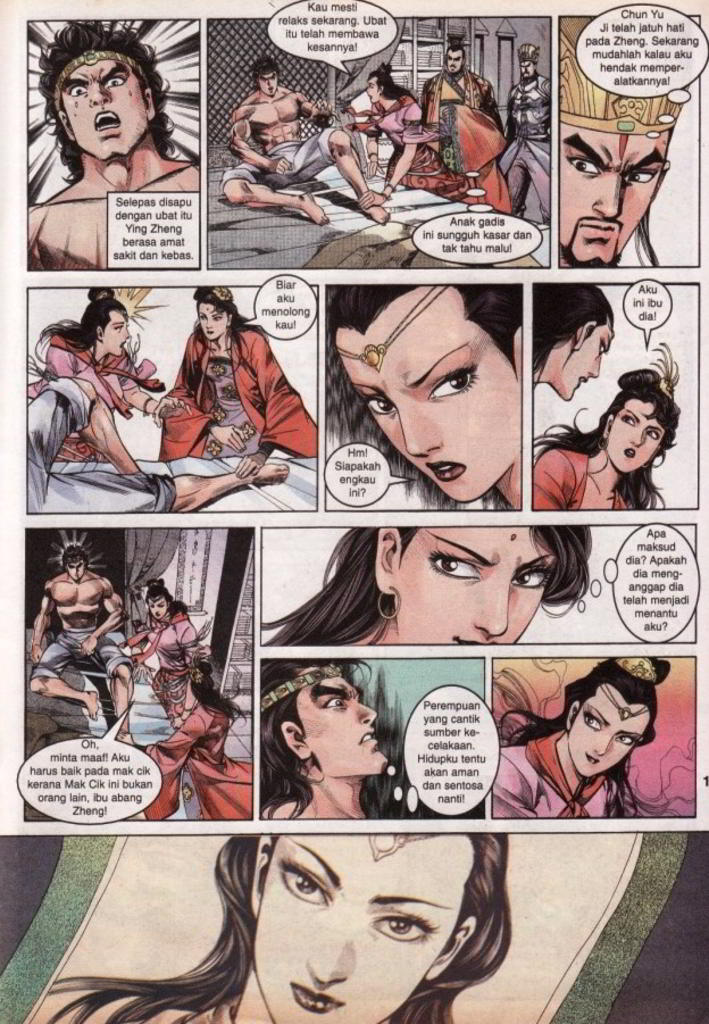 Kau mesti
relaks sekarang. Ubat
itu telah membawa
kesannya!
Chun Yu
Ji telah jatuh hati
pada Zheng. Sekarang
mudahlah kalau aku
hendak memper-
alatkannya!
Selepas disapu
dengan ubat itu
Ying Zheng
berasa amat
sakit dan kebas.
Anak gadis
ini sungguh kasar dan
tak tahu malu!
Biar
aku
menolong
kau!
Hm!
Siapakah
engkau
ini?
Aku
ini ibu
dia!
Oh,
minta maaf! Aku
harus baik pada mak cik
kerana Mak Cik ini bukan
orang lain, ibu abang
Zheng!
Apa
maksud
dia? Apakah
dia meng-
anggap dia
telah menjadi
menantu
aku?
Perempuan
yang cantik
sumber ke-
celakaan.
Hidupku tentu
akan aman
dan sentosa
nanti!
1